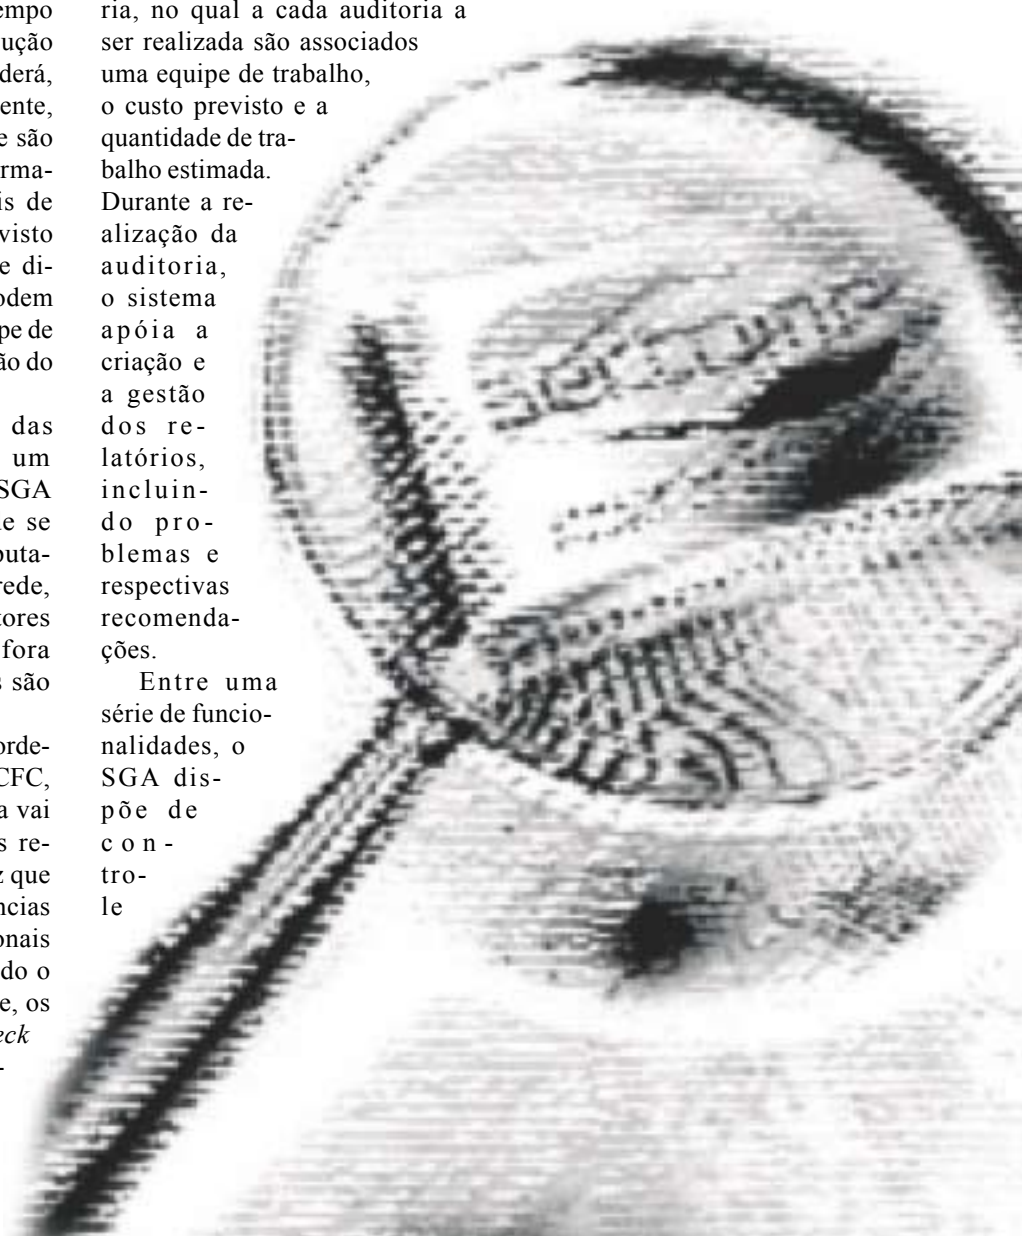 empo
ução
derá,
ente,
e são
rma-
is de
visto
e di-
odem
pe de
ão do
das
um
SGA
e se
puta-
rede,
tores
fora
s são
orde-
CFC,
a vai
s re-
z que
ncias
onais
do o
e, os
eck
-
ria, no qual a cada auditoria a
ser realizada são associados
uma equipe de trabalho,
o custo previsto e a
quantidade de tra-
balho estimada.
Durante a re-
alização da
auditoria,
o sistema
apóia a
criação e
a gestão
dos re-
latórios,
incluin-
do pro-
blemas e
respectivas
recomenda-
ções.
Entre uma
série de funcio-
nalidades, o
SGA dis-
põe de
con-
tro-
le